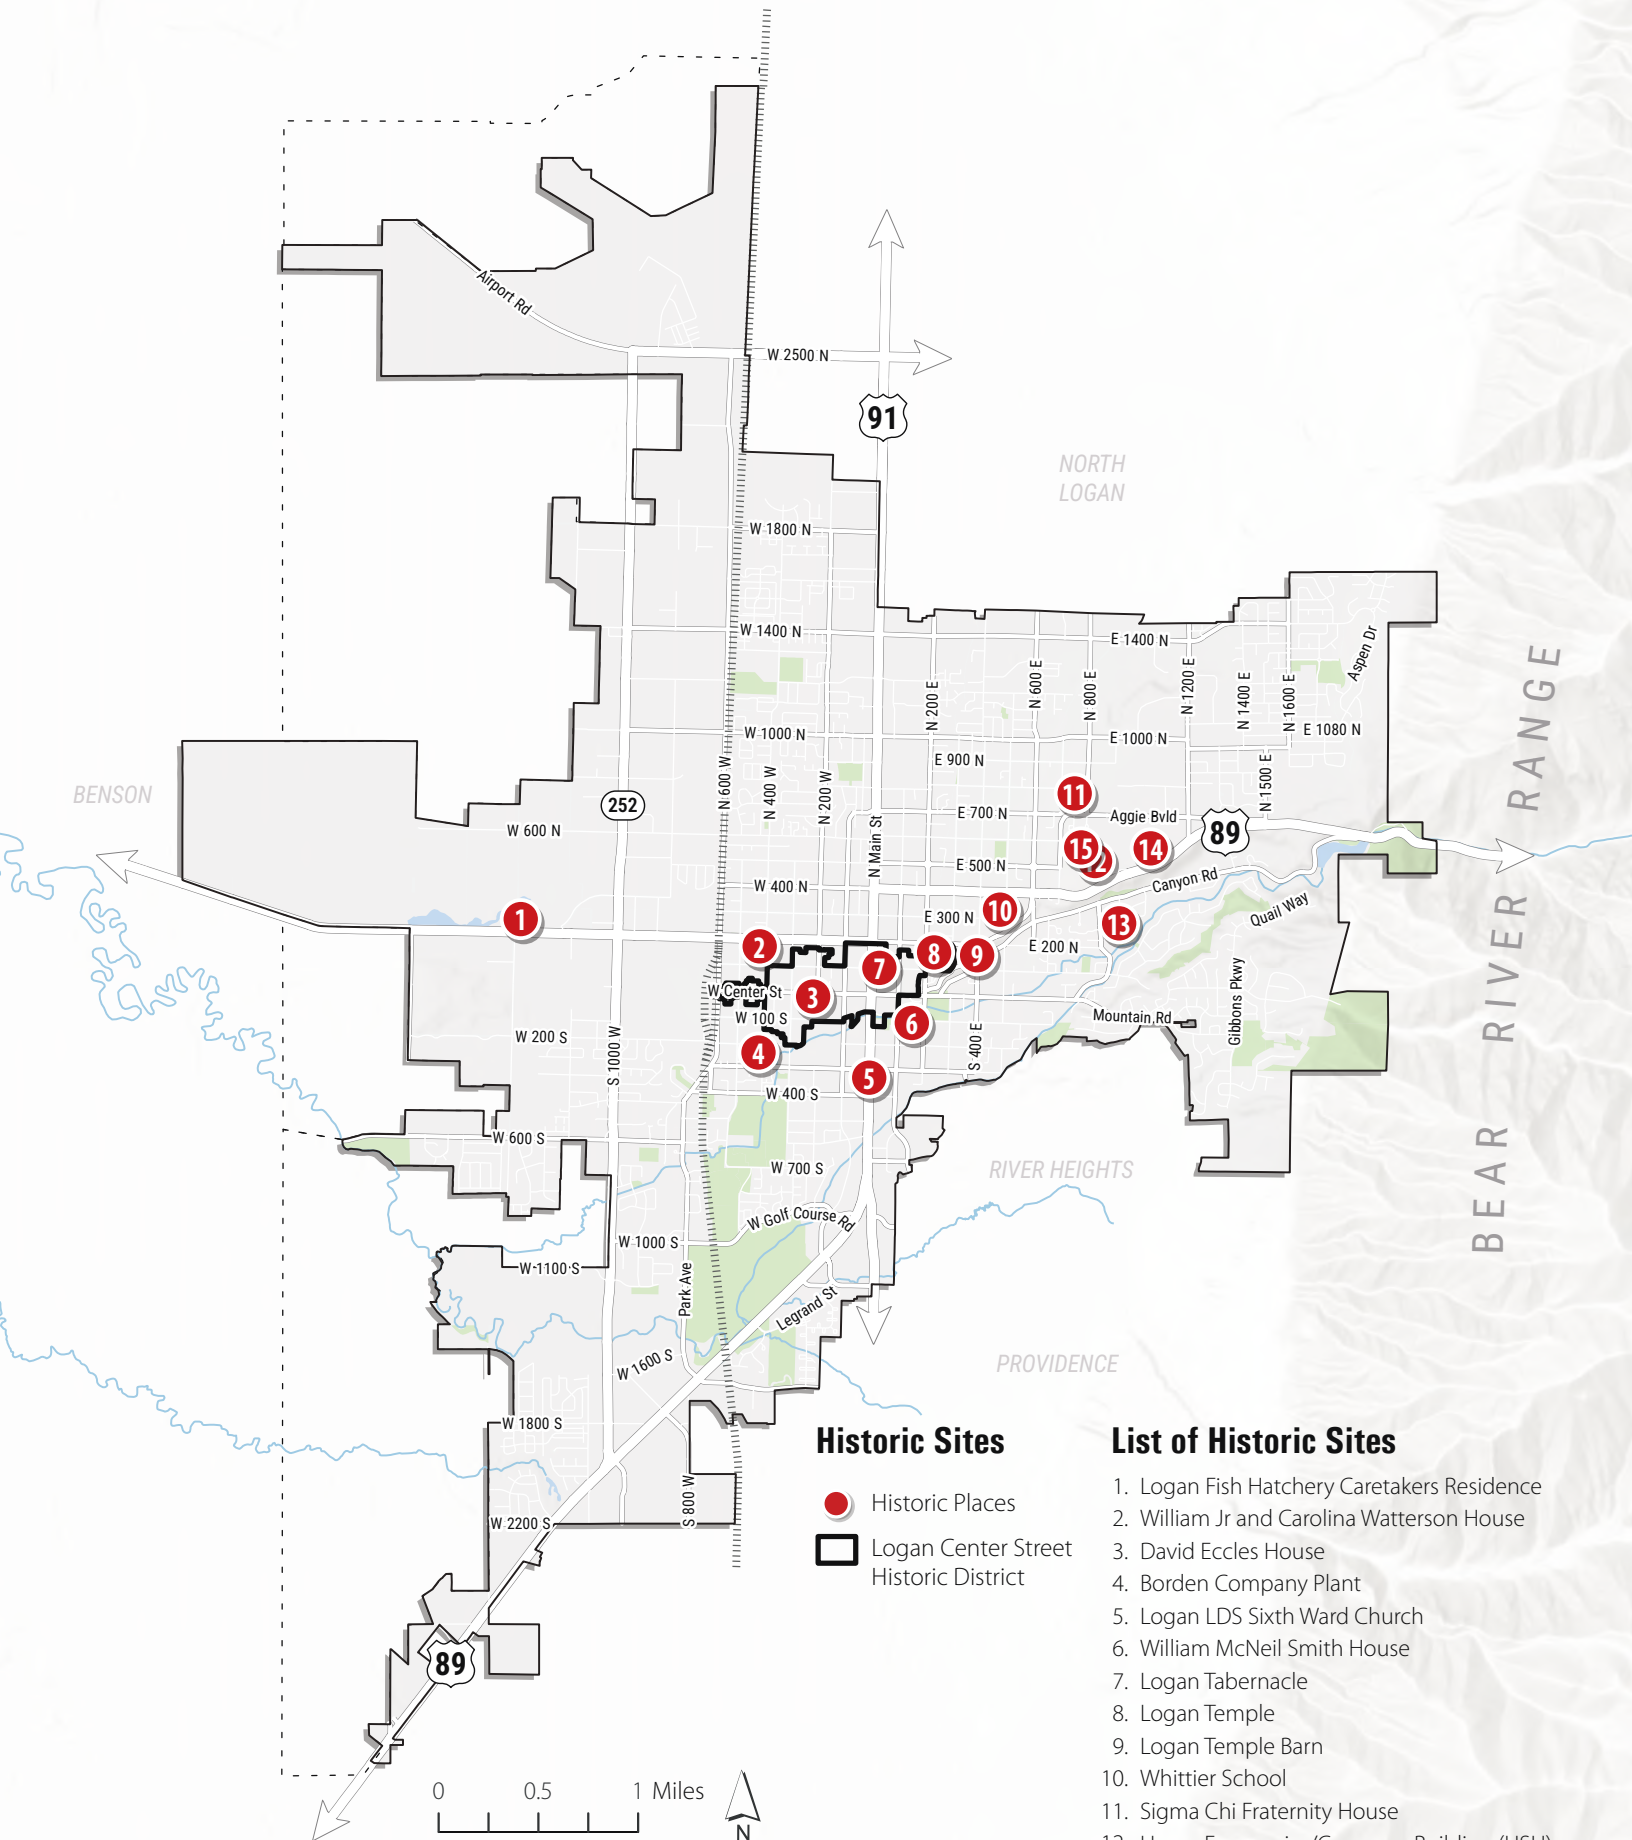 Airport Rd
W 2500 N
91
NORTH
LOGAN
W 1800 N
W 1400 N
E 1400 N
N 200 E
N 600 E
N 800 E
N 1200 E
N 1400 E
N 1600 E
Aspen Dr
W 1000 N
E 1000 N
E 1080 N
E 900 N
BENSON
252
N 600 W
N 400 W
N 200 W
N Main St
N 1500 E
11
W 600 N
E 700 N
Aggie Bvld
89
15
12
14
E 500 N
W 400 N
Canyon Rd
Quail Way
1
E 300 N
10
13
2
8
9
E 200 N
7
W Center St
3
W 100 S
6
Mountain Rd
Gibbons Pkwy
W 200 S
S 1000 W
4
S 400 E
5
W 400 S
W 600 S
W 700 S
RIVER HEIGHTS
BEAR RIVER RANGE
W Golf Course Rd
W 1000 S
W 1100 S
Park Ave
Legrand St
W 1600 S
PROVIDENCE
W 1800 S
S 800 W
W 2200 S
89
0 0.5 1 Miles
N
Historic Sites
Historic Places
Logan Center Street
Historic District
List of Historic Sites
1. Logan Fish Hatchery Caretakers Residence
2. William Jr and Carolina Watterson House
3. David Eccles House
4. Borden Company Plant
5. Logan LDS Sixth Ward Church
6. William McNeil Smith House
7. Logan Tabernacle
8. Logan Temple
9. Logan Temple Barn
10. Whittier School
11. Sigma Chi Fraternity House